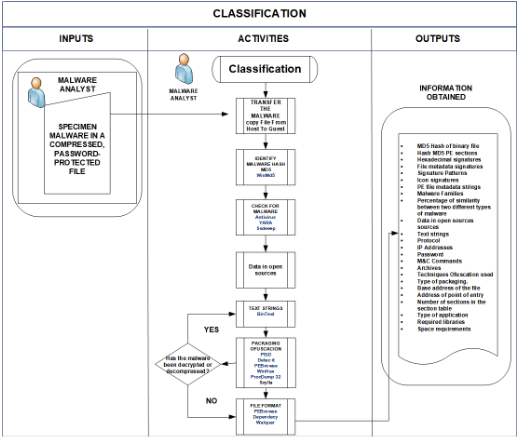 CLASSIFICATION
INPUTS
ACTIVITIES
OUTPUTS
MALWARE
ANALYST
SPECIMEN
MALWARE IN A
COMPRESSED,
PASSWORD-
PROTECTED
FILE
MALWARE
ANALYST
Classification
TRANSFER
THE
MALWARE
copy File From
Host To Guest
IDENTIFY
MALWARE HASH
MD5
WinMd5
CHECK FOR
MALWARE
Antivirus
YARA
Ssdeep
Data in open
sources
TEXT STRINGS
BinText
YES
PACKAGING
OFUSCACION
PEID
Detec it
PEBrowse
WinHex
ProcDump 32
Scylla
Has the malware
been decrypted or
decompressed?
NO
FILE FORMAT
PEBrowse
Dependecy
Walquer
INFORMATION
OBTAINED
• MD5 Hash of binary file
• Hash MD5 PE sections
• Hexadecimal signatures
• File metadata signatures
• Signature Patterns
• Icon signatures
• PE file metadata strings
• Malware Families
• Percentage of similarity
between two different types
of malware
• Data in open sources
sources
• Text strings
• Protocol
• IP Addresses
• Password
• M&C Commands
• Archives
• Techniques Ofuscation used
• Type of packaging.
• Base address of the file
• Address of point of entry
• Number of sections in the
section table
• Type of application
• Required libraries
• Space requirements